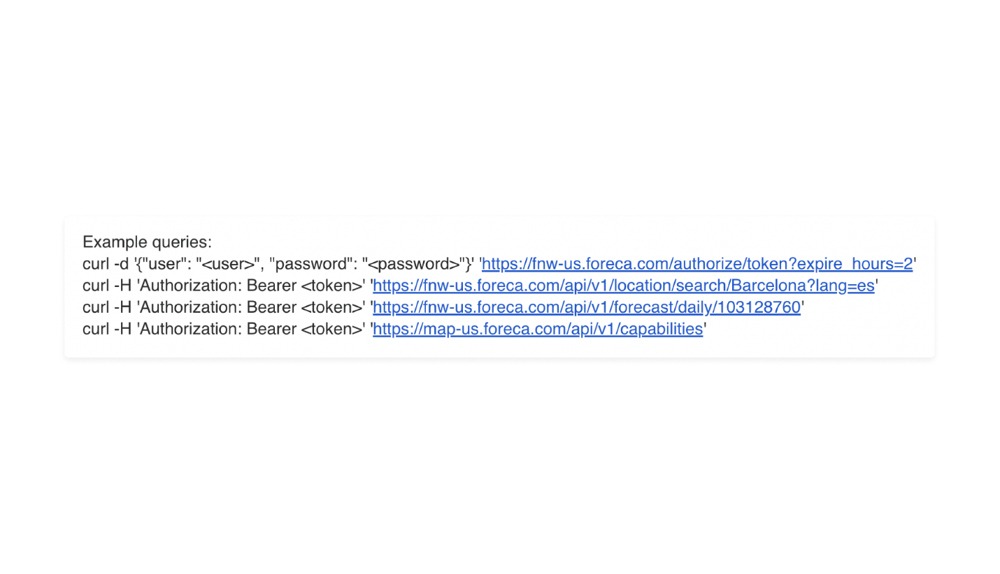 Example queries:
curl -d '{"user": "<user>", "password": "<password>"}' 'https://fnw-us.foreca.com/authorize/token?expire_hours=2'
curl -H 'Authorization: Bearer <token>' 'https://fnw-us.foreca.com/api/v1/location/search/Barcelona?lang=es'
curl -H 'Authorization: Bearer <token>' 'https://fnw-us.foreca.com/api/v1/forecast/daily/103128760'
curl -H 'Authorization: Bearer <token>' 'https://map-us.foreca.com/api/v1/capabilities'